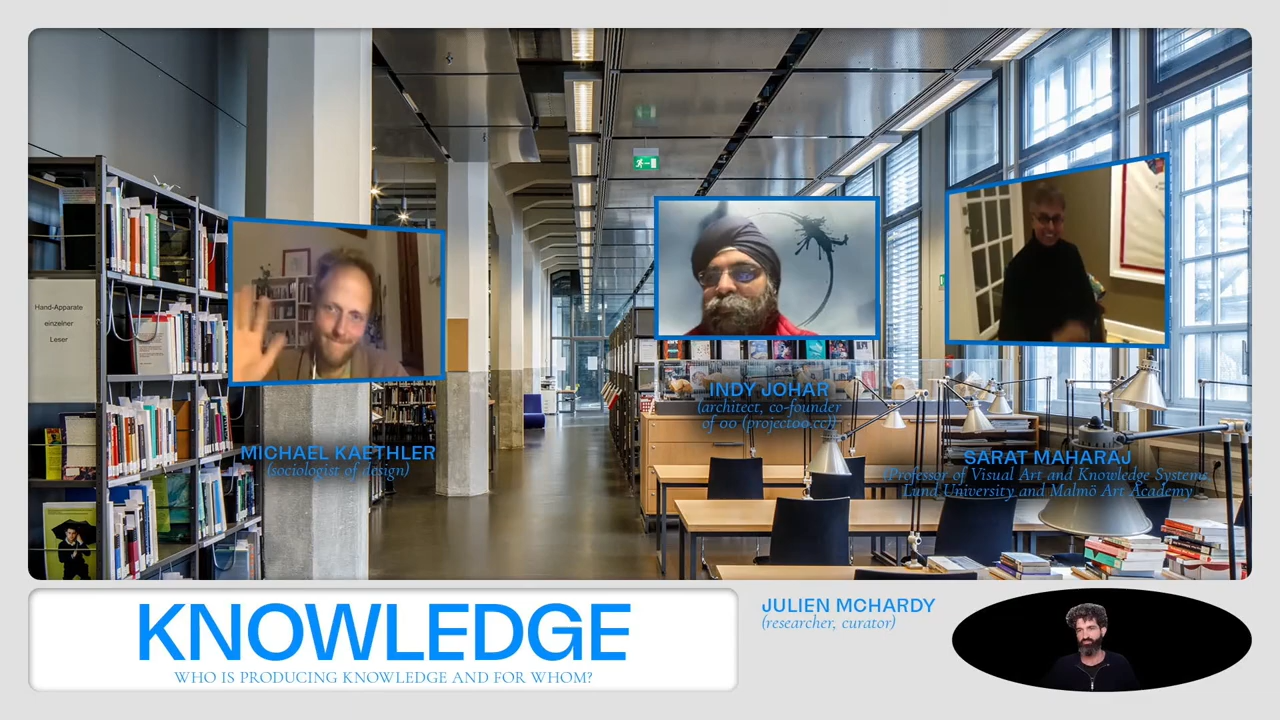 Hand-Apparate
einzelner
Leser
MICHAEL KAETHLER
(sociologist of design)
INDY JOHAR
(architect, co-founder
of 00 (project00.cc))
SARAT MAHARAJ
(Professor of Visual Art and Knowledge Systems
Lund University and Malmö Art Academy
KNOWLEDGE
WHO IS PRODUCING KNOWLEDGE AND FOR WHOM?
JULIEN MCHARDY
(researcher, curator)